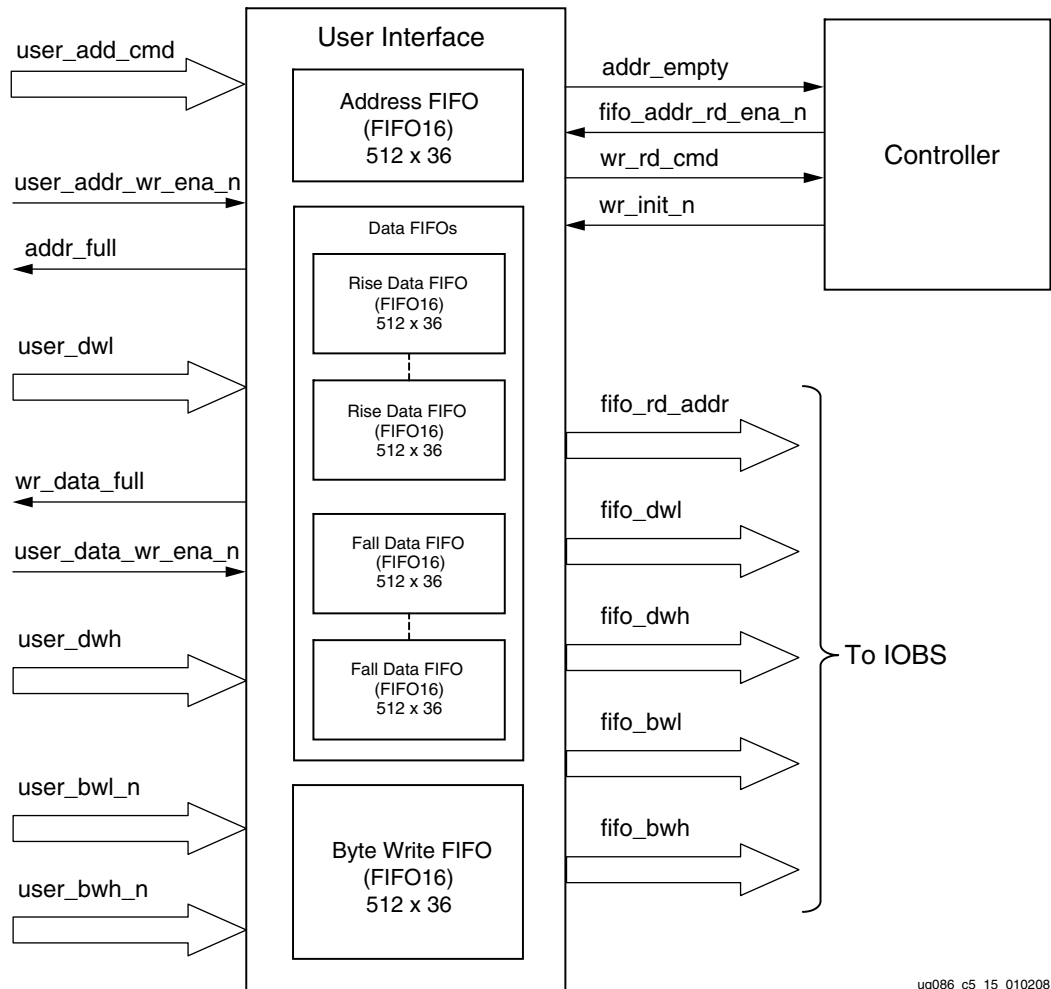 user_add_cmd
user_addr_wr_ena_n
addr_full
user_dwl
wr_data_full
user_data_wr_ena_n
user_dwh
user_bwl_n
user_bwh_n
User Interface
Address FIFO
(FIFO16)
512 x 36
Data FIFOs
Rise Data FIFO
(FIFO16)
512 x 36
Rise Data FIFO
(FIFO16)
512 x 36
Fall Data FIFO
(FIFO16)
512 x 36
Fall Data FIFO
(FIFO16)
512 x 36
Byte Write FIFO
(FIFO16)
512 x 36
addr_empty
fifo_addr_rd_ena_n
wr_rd_cmd
wr_init_n
Controller
fifo_rd_addr
fifo_dwl
fifo_dwh
fifo_bwl
fifo_bwh
To IOBS
ug086_c5_15_010208